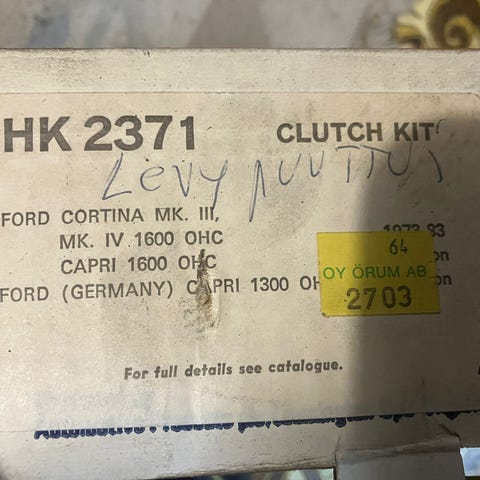 HK 2371 CLUTCH KIT
Levy puuttuu
FORD CORTINA MK. III,
MK. IV 1600 OHC
CAPRI 1600 OHC
FORD (GERMANY) CAPRI 1300
64
OY ÖRUM AB
2703
For full details see catalogue.